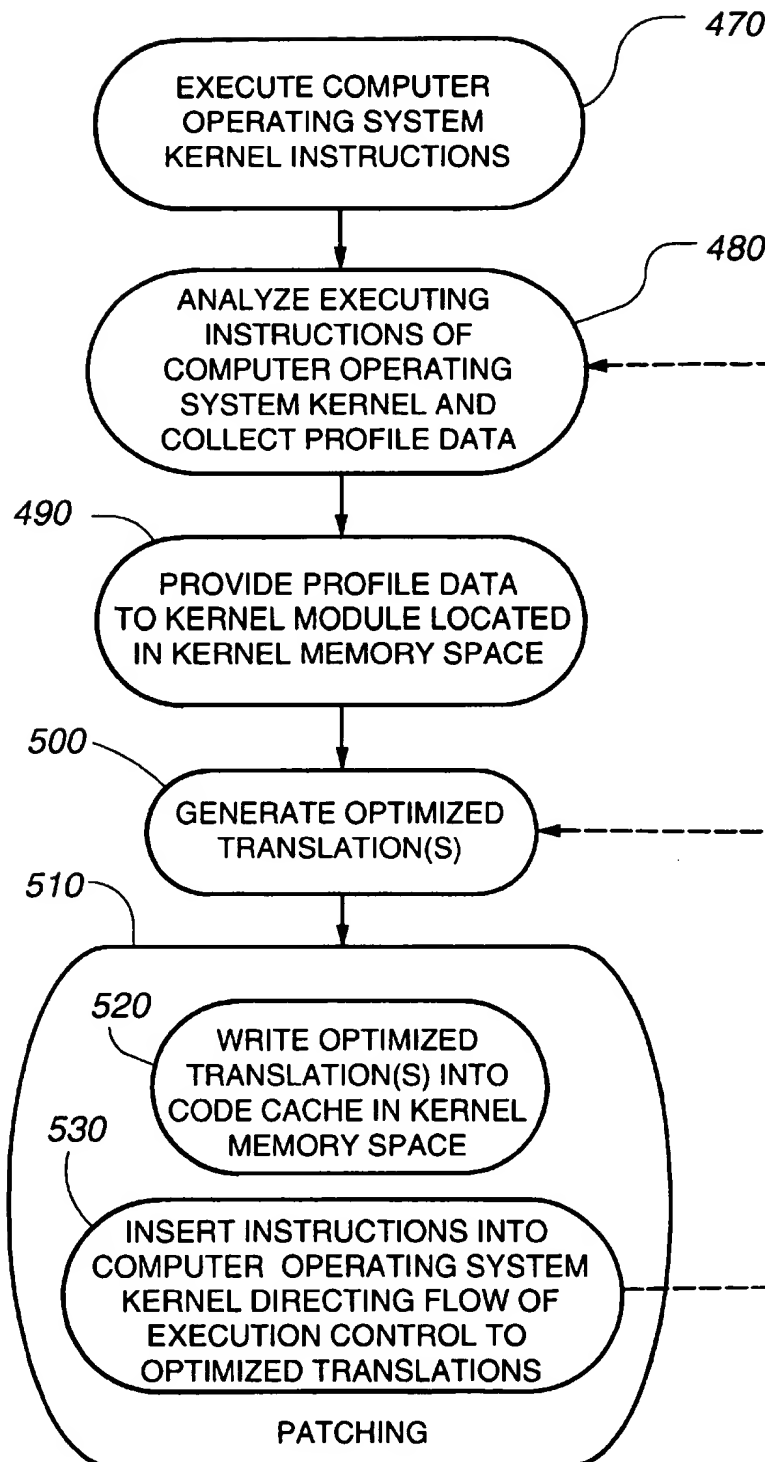 470
EXECUTE COMPUTER
OPERATING SYSTEM
KERNEL INSTRUCTIONS
480
ANALYZE EXECUTING
INSTRUCTIONS OF
COMPUTER OPERATING
SYSTEM KERNEL AND
COLLECT PROFILE DATA
490
PROVIDE PROFILE DATA
TO KERNEL MODULE LOCATED
IN KERNEL MEMORY SPACE
500
GENERATE OPTIMIZED
TRANSLATION(S)
510
520
WRITE OPTIMIZED
TRANSLATION(S) INTO
CODE CACHE IN KERNEL
MEMORY SPACE
530
INSERT INSTRUCTIONS INTO
COMPUTER OPERATING SYSTEM
KERNEL DIRECTING FLOW OF
EXECUTION CONTROL TO
OPTIMIZED TRANSLATIONS
PATCHING